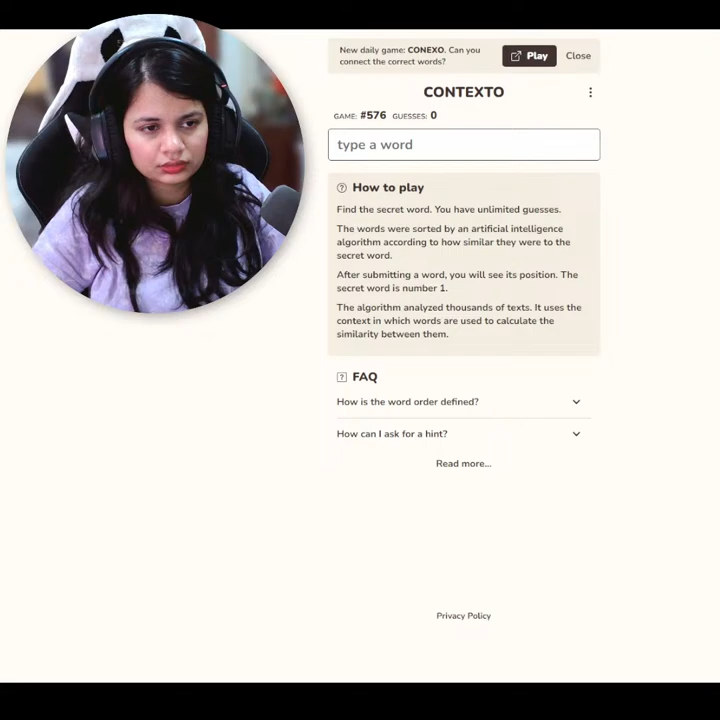 New daily game: CONEXO. Can you
connect the correct words?
Play
Close
CONTEXTO
GAME: #576 GUESSES: 0
type a word
How to play
Find the secret word. You have unlimited guesses.
The words were sorted by an artificial intelligence
algorithm according to how similar they were to the
secret word.
After submitting a word, you will see its position. The
secret word is number 1.
The algorithm analyzed thousands of texts. It uses the
context in which words are used to calculate the
similarity between them.
FAQ
How is the word order defined?
How can I ask for a hint?
Read more...
Privacy Policy